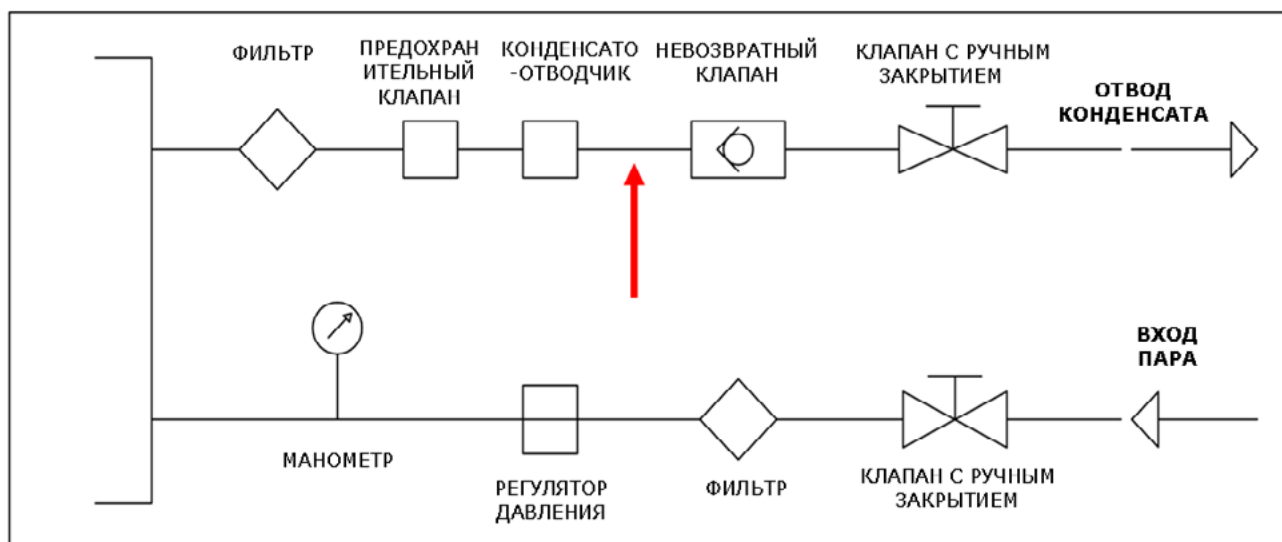 ФИЛЬТР
ПРЕДОХРАН
ИТЕЛЬНЫЙ
КЛАПАН
КОНДЕНСАТО
-ОТВОДЧИК
НЕВОЗВРАТНЫЙ
КЛАПАН
КЛАПАН С РУЧНЫМ
ЗАКРЫТИЕМ
ОТВОД
КОНДЕНСАТА
МАНОМЕТР
РЕГУЛЯТОР
ДАВЛЕНИЯ
ФИЛЬТР
КЛАПАН С РУЧНЫМ
ЗАКРЫТИЕМ
ВХОД
ПАРА